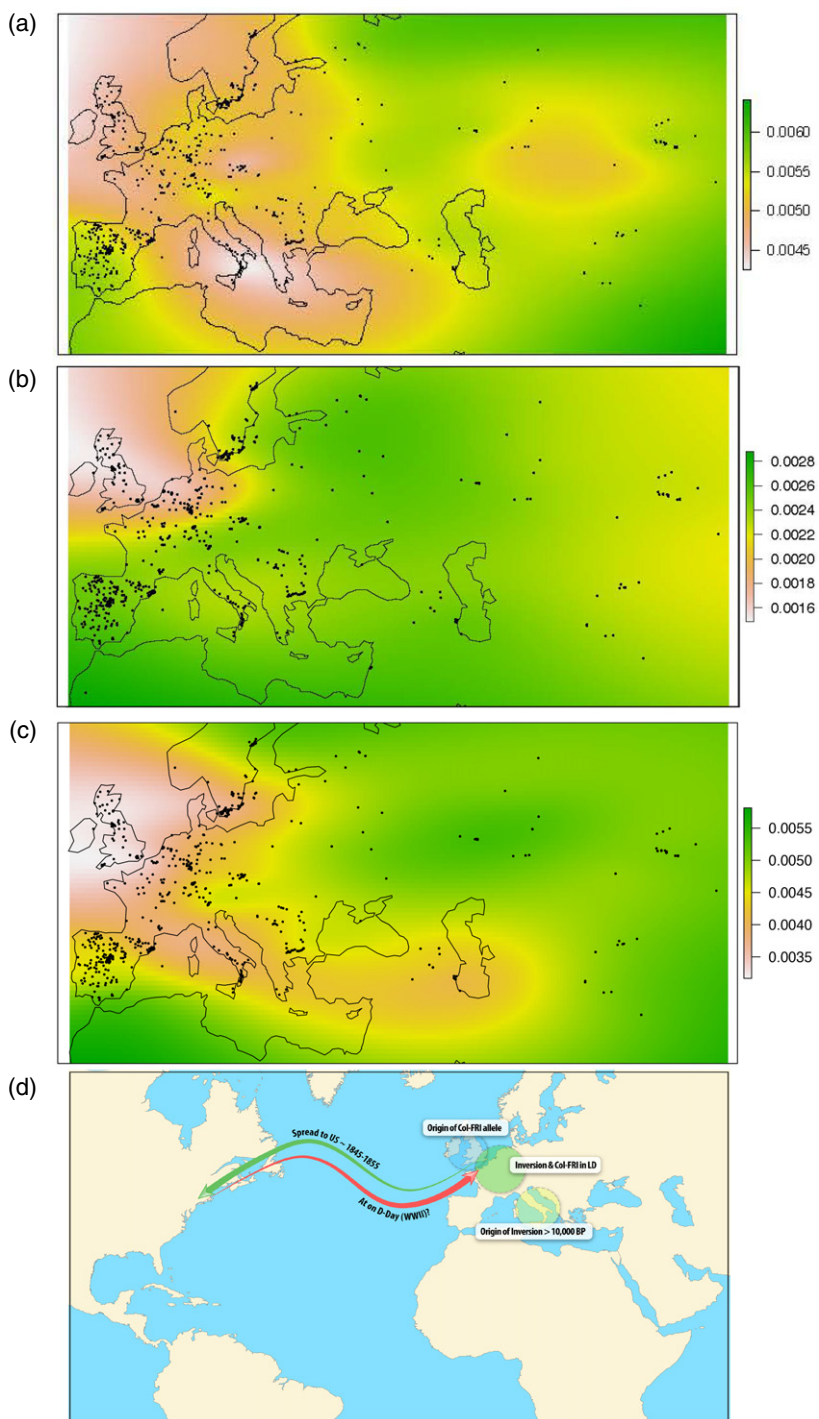 (a)
0.0060
0.0055
0.0050
0.0045
(b)
0.0028
0.0026
0.0024
0.0022
0.0020
0.0018
0.0016
(c)
0.0055
0.0050
0.0045
0.0040
0.0035
(d)
Spread to US ~ 1845-1855
Origin of Col-FRI allele
Inversion & Col-FRI in LD
At on D-Day (WWII)?
Origin of Inversion > 10,000 BP